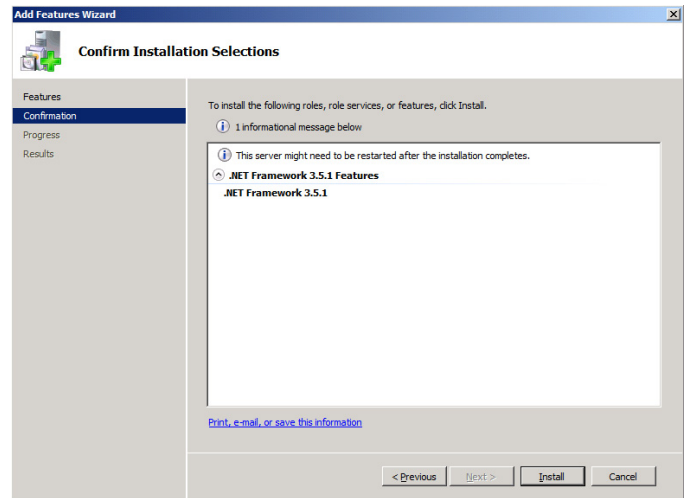 Add Features Wizard
Confirm Installation Selections
Features
Confirmation
Progress
Results
To install the following roles, role services, or features, click Install.
1 informational message below
This server might need to be restarted after the installation completes.
.NET Framework 3.5.1 Features
.NET Framework 3.5.1
Print, e-mail, or save this information
< Previous
Next >
Install
Cancel